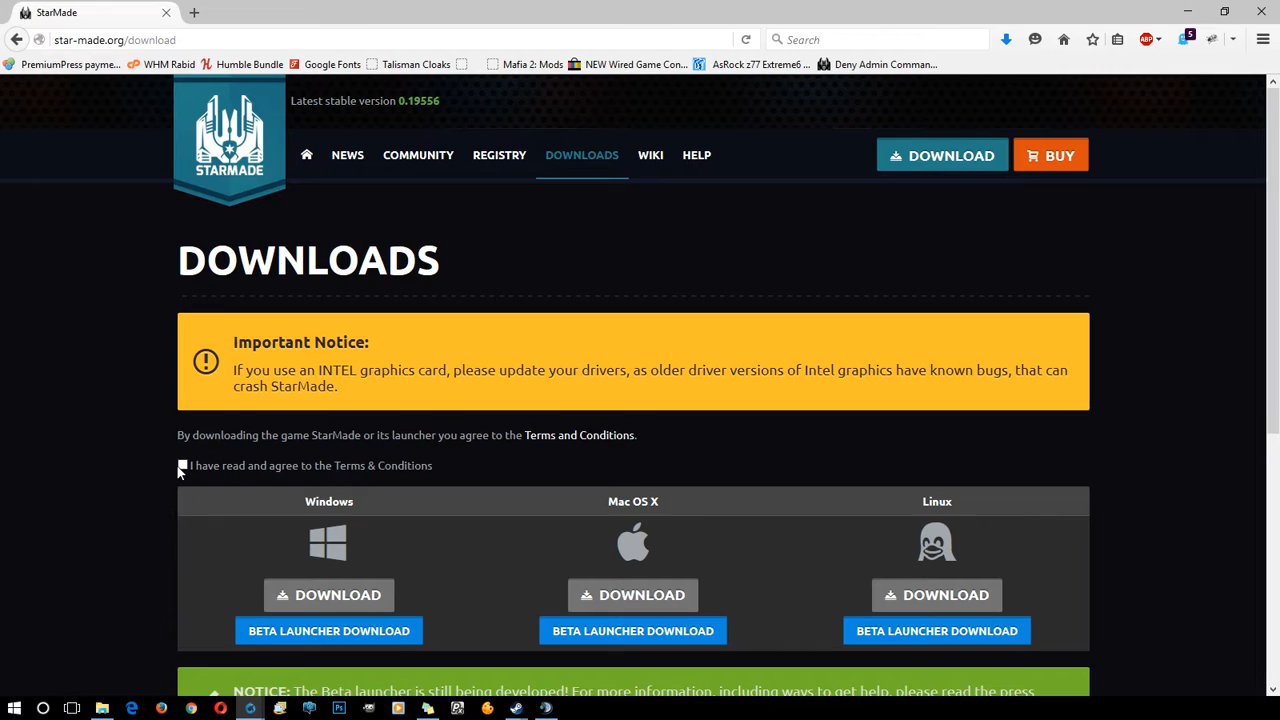 StarMade
star-made.org/download
Search
ABP
5
PremiumPress payme...
WHM Rabid
Humble Bundle
Google Fonts
Talisman Cloaks
Mafia 2: Mods
NEW Wired Game Con...
AsRock z77 Extreme6 ...
Deny Admin Comman...
STARMADE
Latest stable version 0.19556
NEWS
COMMUNITY
REGISTRY
DOWNLOADS
WIKI
HELP
DOWNLOAD
BUY
DOWNLOADS
Important Notice:
If you use an INTEL graphics card, please update your drivers, as older driver versions of Intel graphics have known bugs, that can
crash StarMade.
By downloading the game StarMade or its launcher you agree to the Terms and Conditions.
I have read and agree to the Terms & Conditions
Windows
Mac OS X
Linux
DOWNLOAD
DOWNLOAD
DOWNLOAD
BETA LAUNCHER DOWNLOAD
BETA LAUNCHER DOWNLOAD
BETA LAUNCHER DOWNLOAD
NOTICE: The Beta launcher is still being developed! For more information, including ways to get help, please read the press
Ps